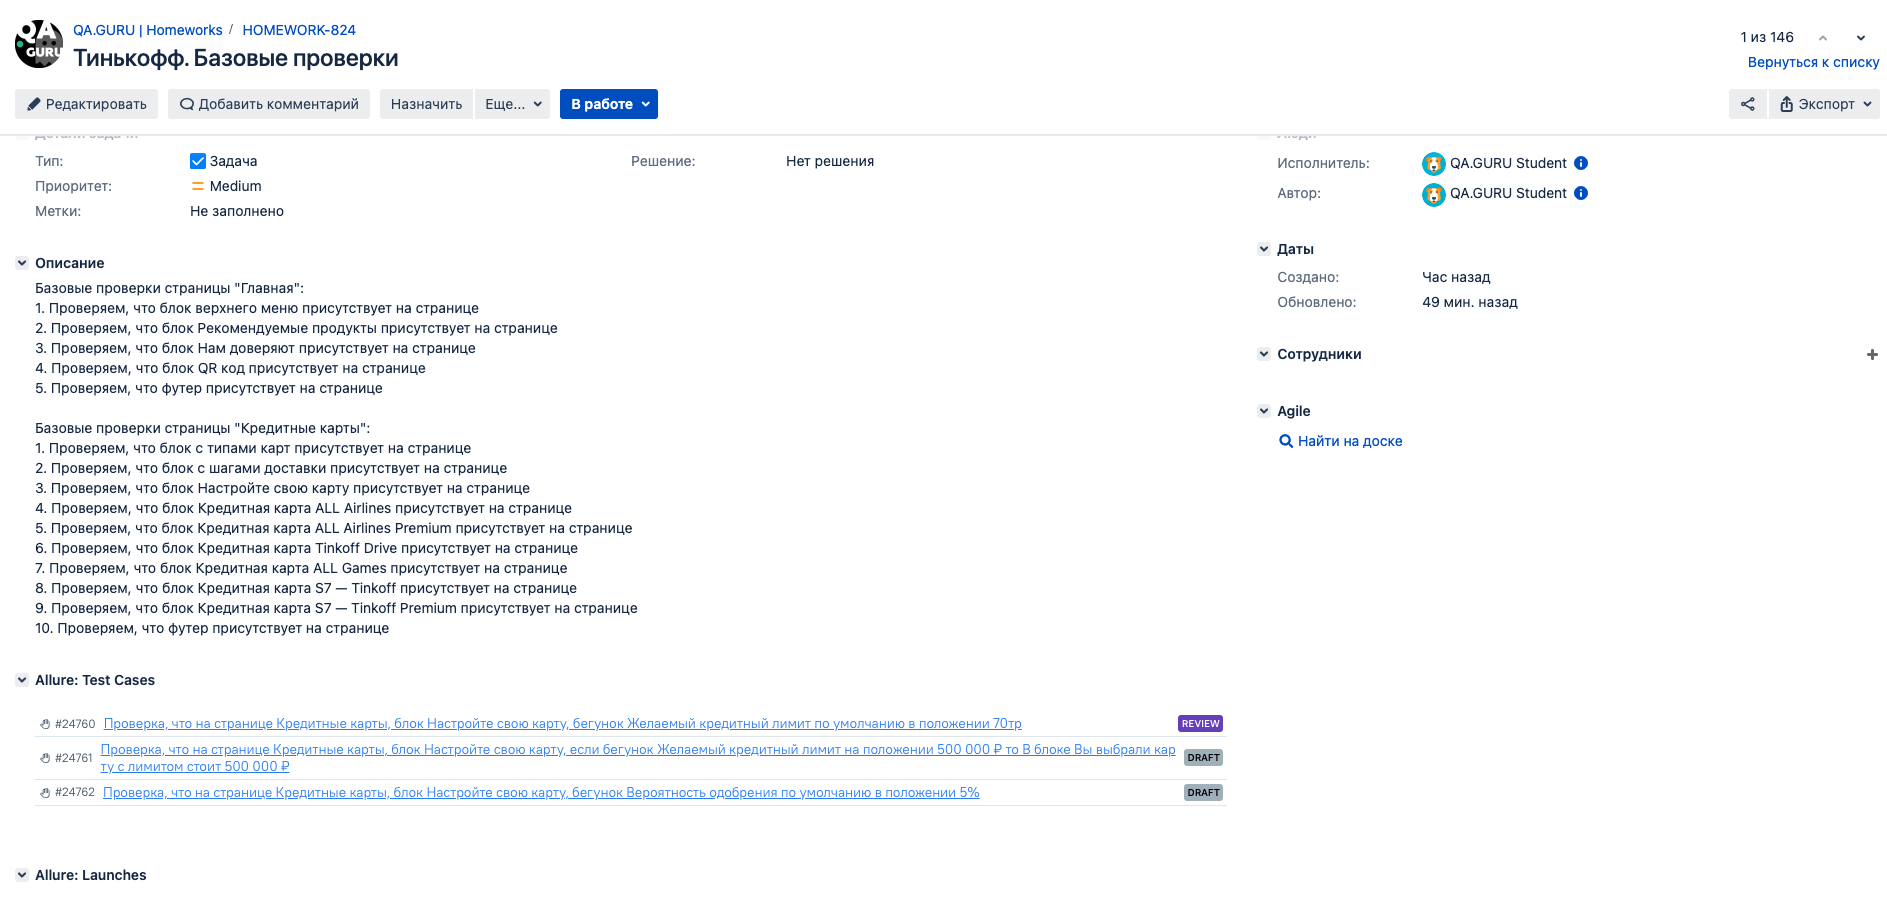 QA
GURU
QA.GURU | Homeworks / HOMEWORK-824
Тинькофф. Базовые проверки
1 из 146
Вернуться к списку
Редактировать
Добавить комментарий
Назначить
Еще...
В работе
Экспорт
Детали задачи
Тип: Задача
Решение: Нет решения
Приоритет: Medium
Метки: Не заполнено
Описание
Базовые проверки страницы "Главная":
1. Проверяем, что блок верхнего меню присутствует на странице
2. Проверяем, что блок Рекомендуемые продукты присутствует на странице
3. Проверяем, что блок Нам доверяют присутствует на странице
4. Проверяем, что блок QR код присутствует на странице
5. Проверяем, что футер присутствует на странице
Базовые проверки страницы "Кредитные карты":
1. Проверяем, что блок с типами карт присутствует на странице
2. Проверяем, что блок с шагами доставки присутствует на странице
3. Проверяем, что блок Настройте свою карту присутствует на странице
4. Проверяем, что блок Кредитная карта ALL Airlines присутствует на странице
5. Проверяем, что блок Кредитная карта ALL Airlines Premium присутствует на странице
6. Проверяем, что блок Кредитная карта Tinkoff Drive присутствует на странице
7. Проверяем, что блок Кредитная карта ALL Games присутствует на странице
8. Проверяем, что блок Кредитная карта S7 — Tinkoff присутствует на странице
9. Проверяем, что блок Кредитная карта S7 — Tinkoff Premium присутствует на странице
10. Проверяем, что футер присутствует на странице
Allure: Test Cases
#24760 Проверка, что на странице Кредитные карты, блок Настройте свою карту, бегунок Желаемый кредитный лимит по умолчанию в положении 70тр REVIEW
#24761 Проверка, что на странице Кредитные карты, блок Настройте свою карту, если бегунок Желаемый кредитный лимит на положении 500 000 ₽ то В блоке Вы выбрали кар
ту с лимитом стоит 500 000 ₽ DRAFT
#24762 Проверка, что на странице Кредитные карты, блок Настройте свою карту, бегунок Вероятность одобрения по умолчанию в положении 5% DRAFT
Allure: Launches
Люди
Исполнитель: QA.GURU Student
Автор: QA.GURU Student
Даты
Создано: Час назад
Обновлено: 49 мин. назад
Сотрудники
Agile
Найти на доске